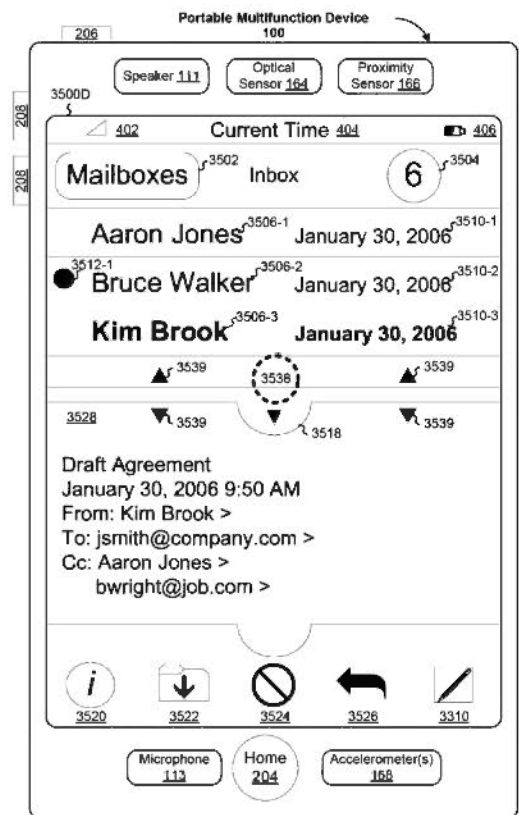 Portable Multifunction Device
100
206
Speaker 111
Optical
Sensor 164
Proximity
Sensor 166
3500D
208
208
402 Current Time 404 406
Mailboxes 3502 Inbox 6 3504
Aaron Jones 3506-1 January 30, 2006 3510-1
3512-1 Bruce Walker 3506-2 January 30, 2006 3510-2
Kim Brook 3506-3 January 30, 2006 3510-3
3539 3536 3539
3528 3539 3518 3539
Draft Agreement
January 30, 2006 9:50 AM
From: Kim Brook >
To: jsmith@company.com >
Cc: Aaron Jones >
bwright@job.com >
i
3520 3522 3524 3526 3310
Microphone
113
Home
204
Accelerometer(s)
168